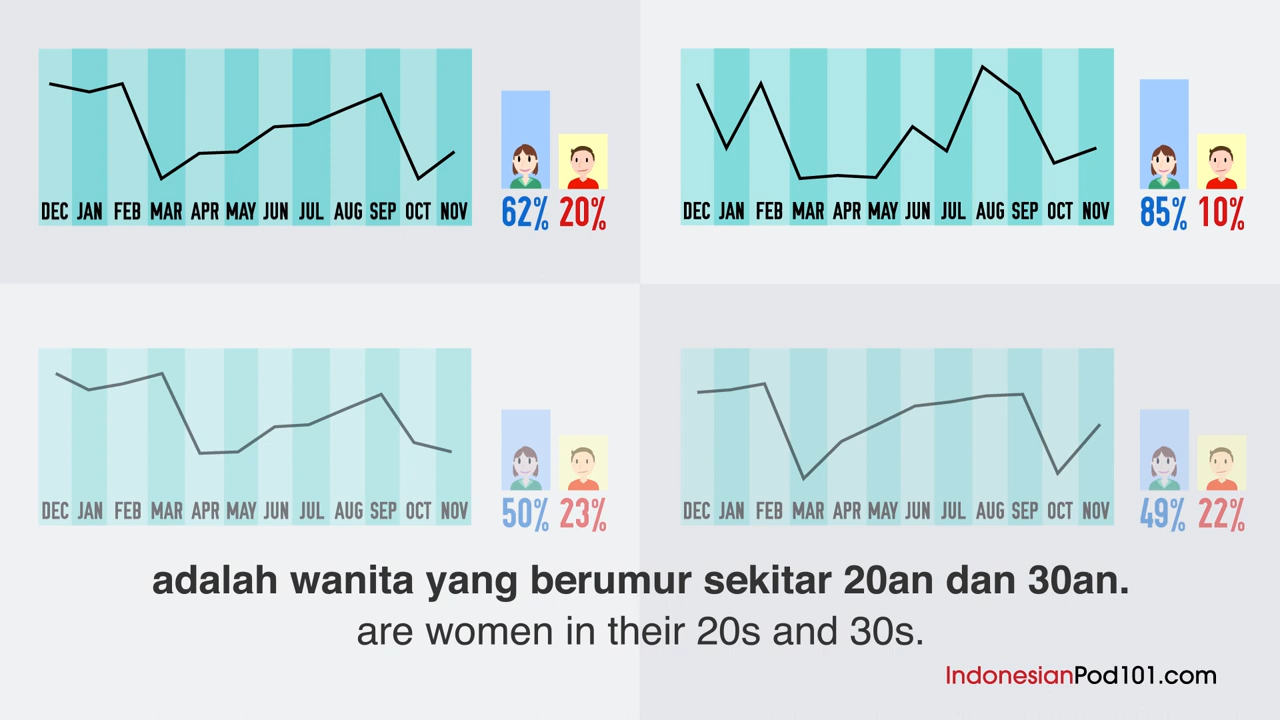 DEC JAN FEB MAR APR MAY JUN JUL AUG SEP OCT NOV
62% 20%
DEC JAN FEB MAR APR MAY JUN JUL AUG SEP OCT NOV
85% 10%
DEC JAN FEB MAR APR MAY JUN JUL AUG SEP OCT NOV
50% 23%
DEC JAN FEB MAR APR MAY JUN JUL AUG SEP OCT NOV
49% 22%
adalah wanita yang berumur sekitar 20an dan 30an.
are women in their 20s and 30s.
IndonesianPod101.com